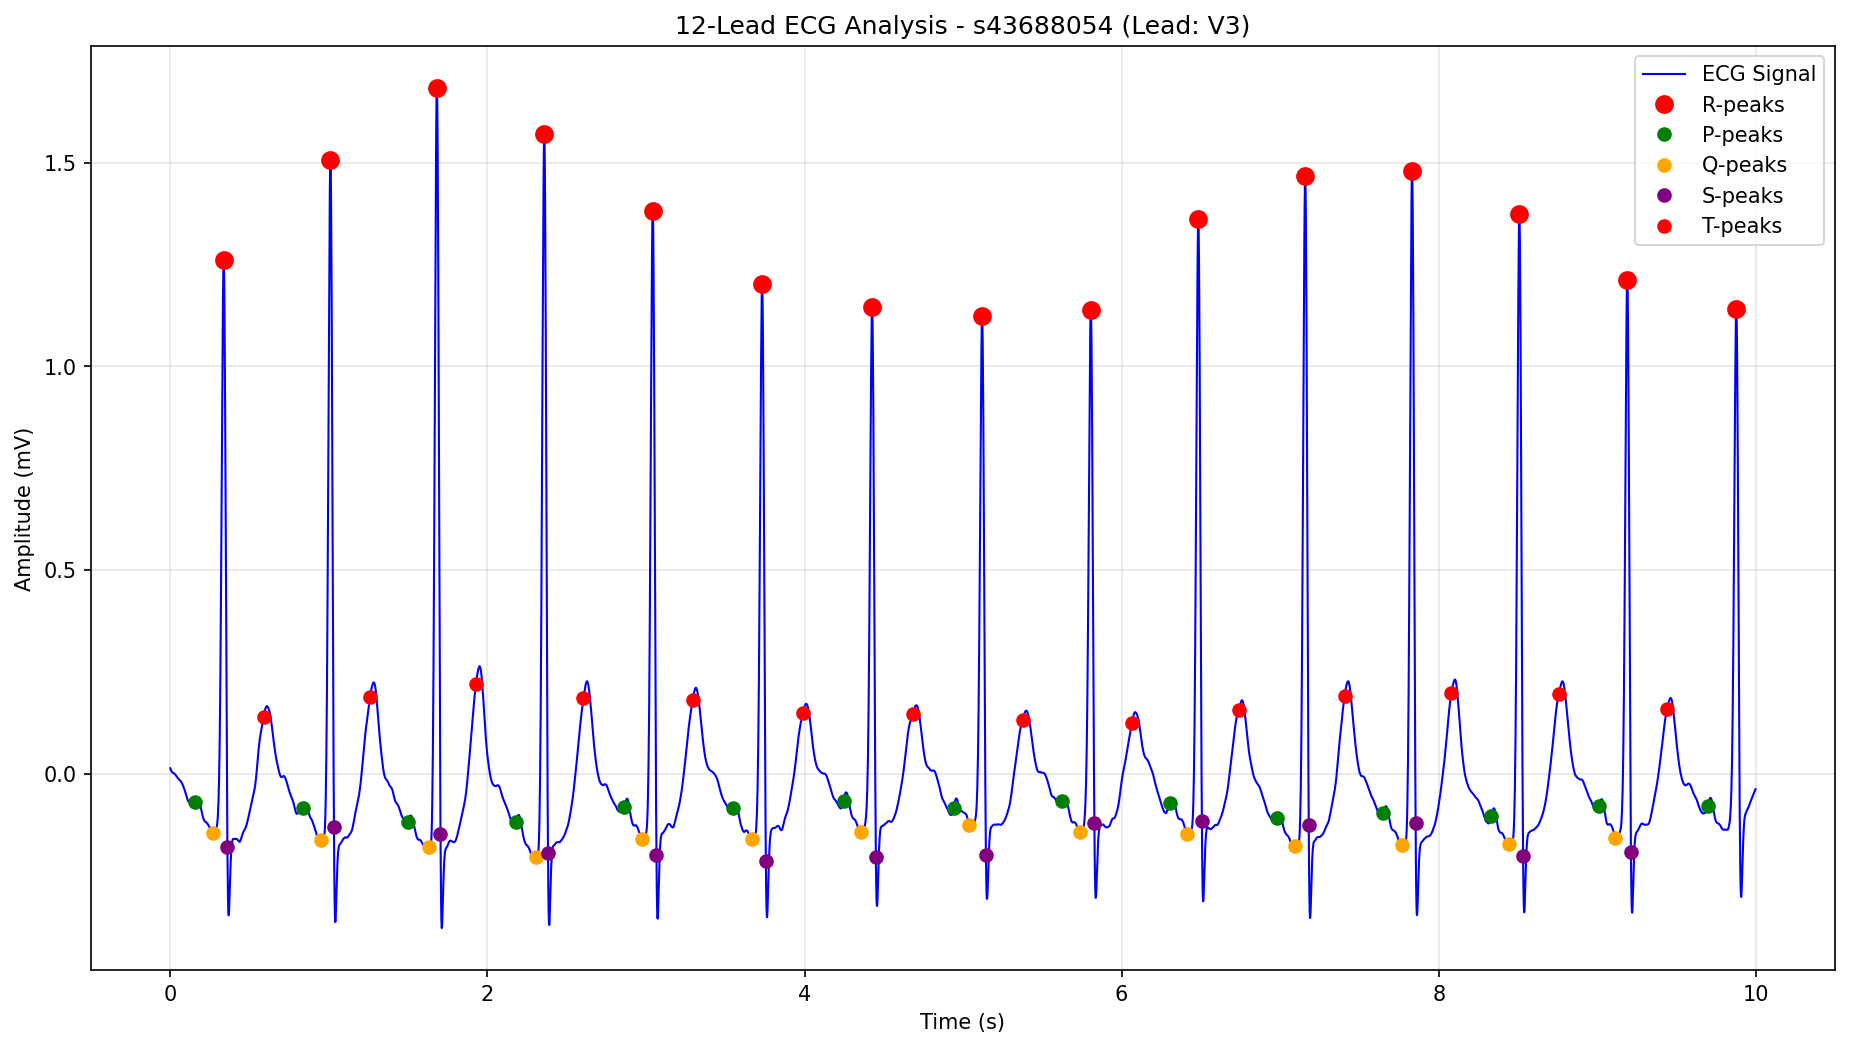 12-Lead ECG Analysis - s43688054 (Lead: V3)
ECG Signal
R-peaks
P-peaks
Q-peaks
S-peaks
T-peaks
1.5
1.0
0.5
0.0
Amplitude (mV)
0 2 4 6 8 10
Time (s)